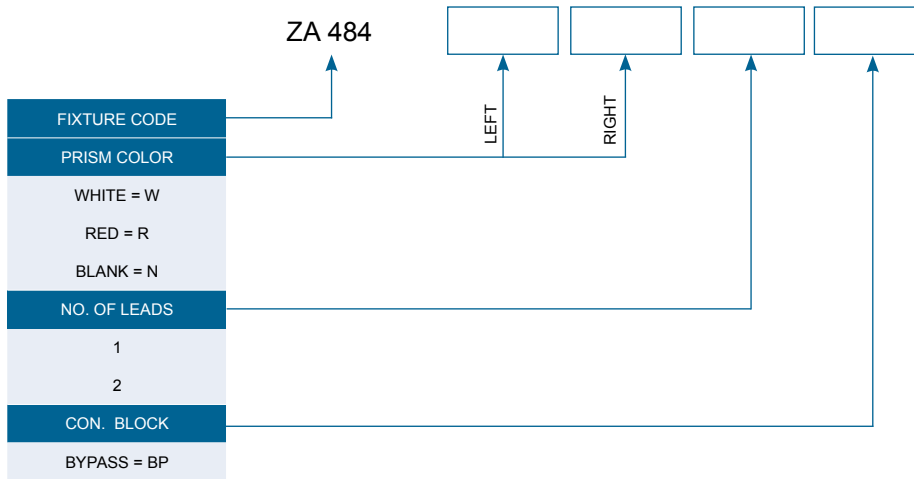 ZA 484
LEFT
RIGHT
FIXTURE CODE
PRISM COLOR
WHITE = W
RED = R
BLANK = N
NO. OF LEADS
1
2
CON. BLOCK
BYPASS = BP